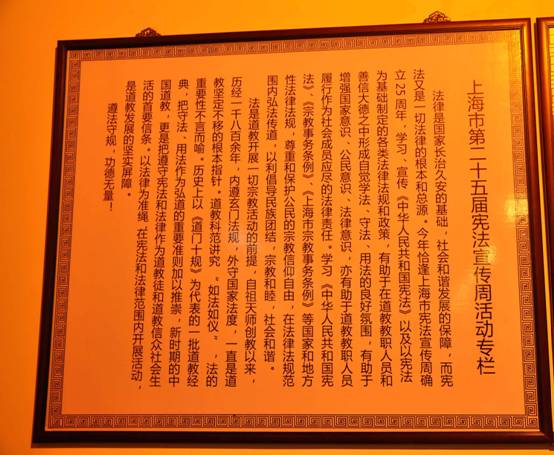 上海市第二十五届宪法宣传周活动专栏
法律是国家长治久安的基础，社会和谐发展的保障，而宪
法又是一切法律的根本和总源。今年恰逢上海市宪法宣传周确
立25周年，学习、宣传《中华人民共和国宪法》以及以宪法
为基础制定的各类法律法规和政策，有助于在道教教职人员和
善信大德之中形成自觉学法、守法、用法的良好氛围，有助于
增强国家意识、公民意识、法律意识，亦有助于道教教职人员
履行作为社会成员应尽的法律责任。学习《中华人民共和国宪
法》、《宗教事务条例》、《上海市宗教事务条例》等国家和地方
性法律法规，尊重和保护公民的宗教信仰自由，在法律法规范
围内弘法传道，以利倡导民族团结，宗教和睦，社会和谐。
法是道教开展一切宗教活动的前提，自祖天师创教以来，
历经一千八百余年，内遵玄门法规，外守国家法度，一直是道
教坚定不移的根本指针。道教科范讲究“如法如仪”，法的
重要性不言而喻。历史上以《道门十规》为代表的一批道教经
典，把守法、用法作为弘道的重要准则加以推崇，新时期的中
国道教，更是把遵守宪法和法律作为道教徒和道教信众社会生
活的首要信条。以法律为准绳，在宪法和法律范围内开展活动，
是道教发展的坚实屏障。
遵法守规，功德无量！